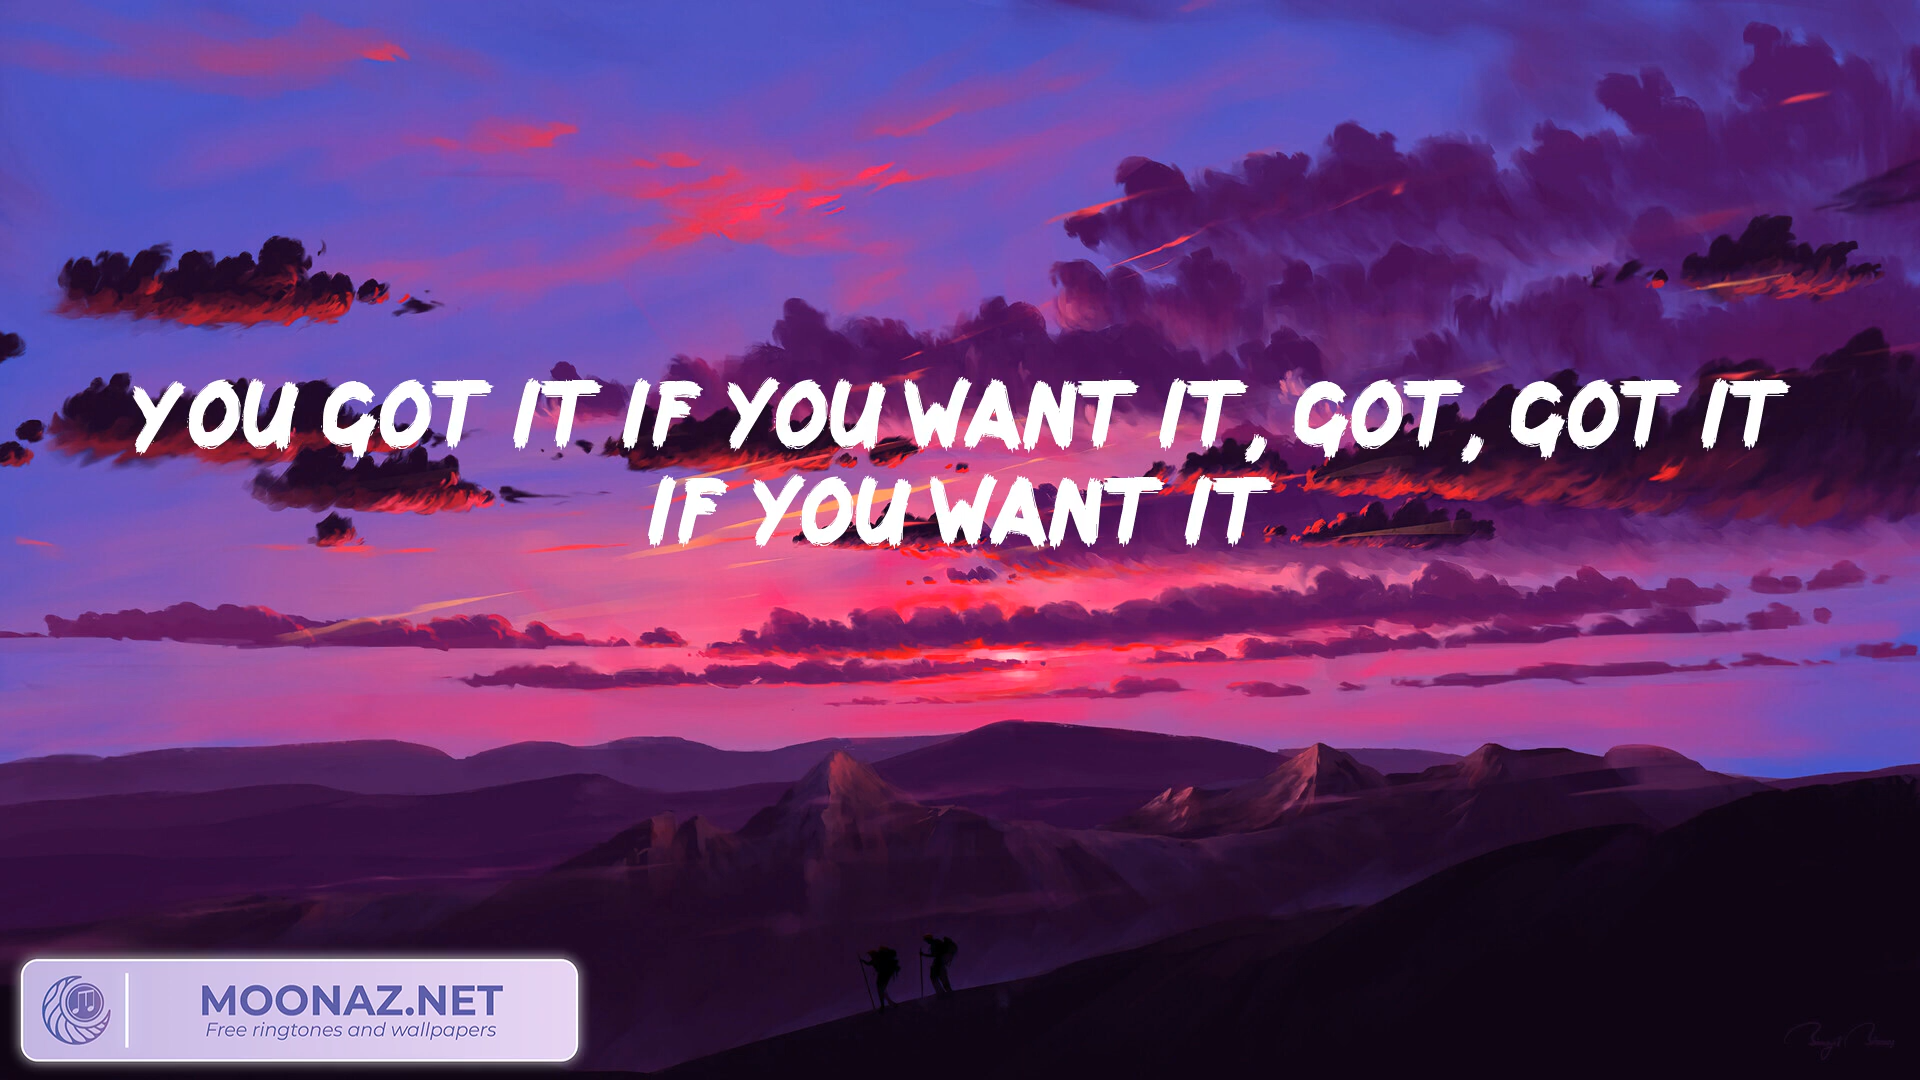 YOU GOT IT IF YOU WANT IT, GOT, GOT IT
IF YOU WANT IT
MOONAZ.NET
Free ringtones and wallpapers